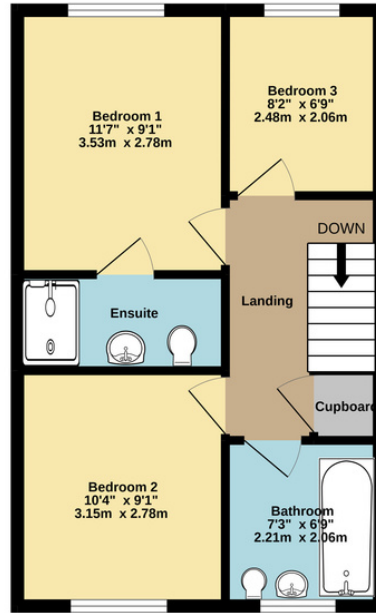 Bedroom 1
11'7" x 9'1"
3.53m x 2.78m
Bedroom 3
8'2" x 6'9"
2.48m x 2.06m
DOWN
Landing
Ensuite
Cupboard
Bedroom 2
10'4" x 9'1"
3.15m x 2.78m
Bathroom
7'3" x 6'9"
2.21m x 2.06m